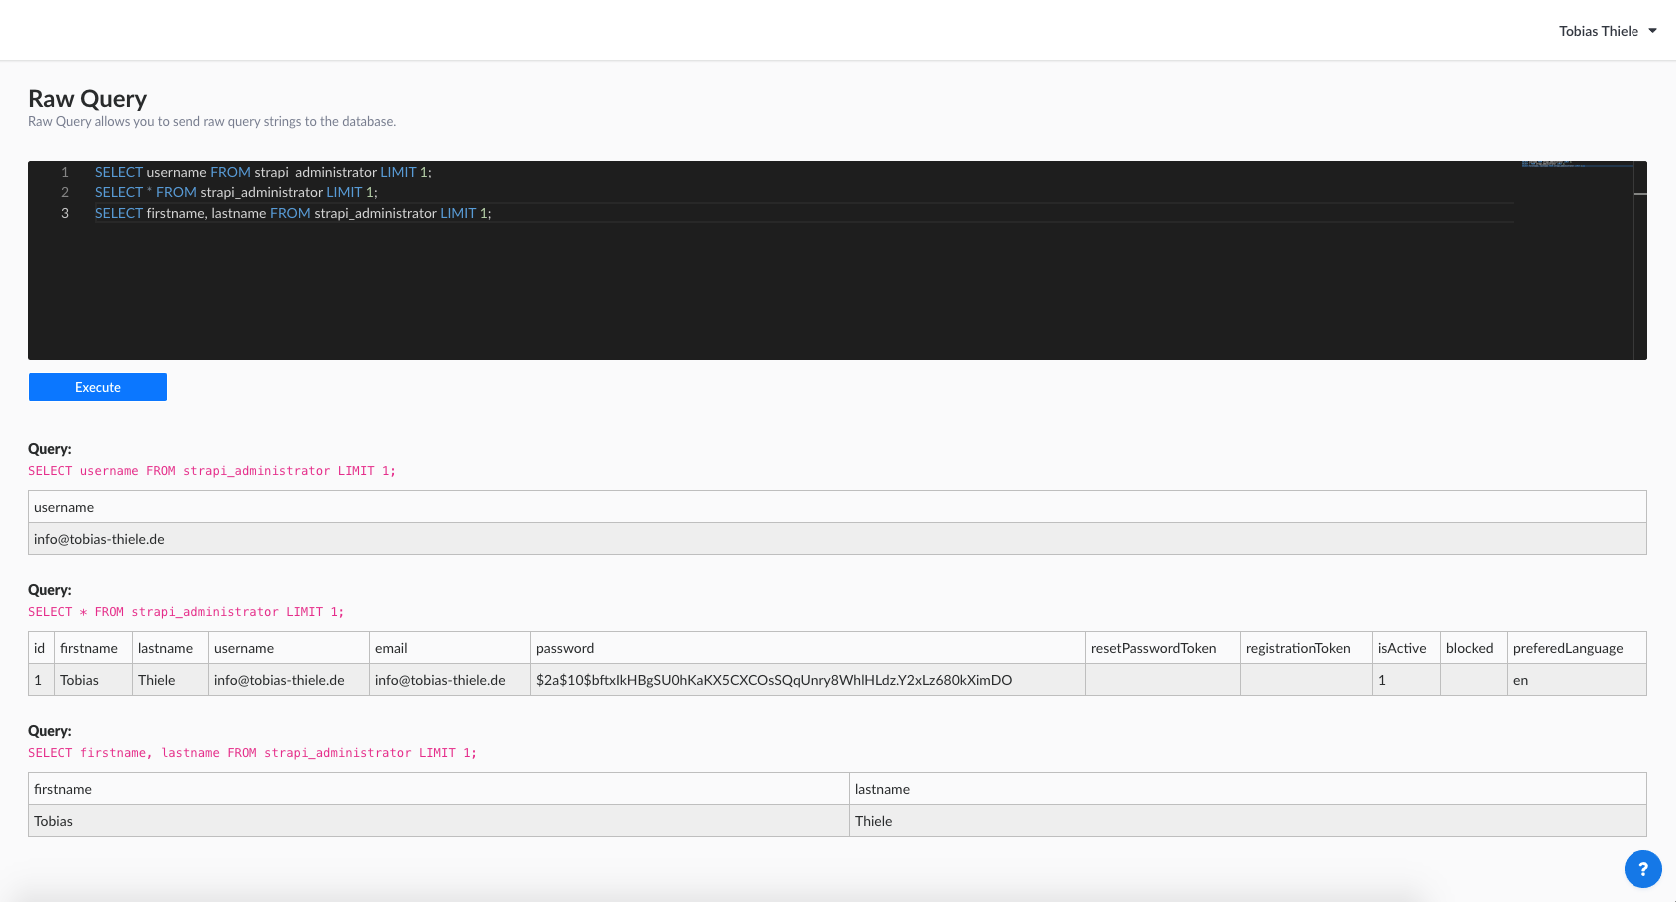 Tobias Thiele
Raw Query
Raw Query allows you to send raw query strings to the database.
1 SELECT username FROM strapi_administrator LIMIT 1;
2 SELECT * FROM strapi_administrator LIMIT 1;
3 SELECT firstname, lastname FROM strapi_administrator LIMIT 1;
Execute
Query:
SELECT username FROM strapi_administrator LIMIT 1;
username
info@tobias-thiele.de
Query:
SELECT * FROM strapi_administrator LIMIT 1;
id firstname lastname username email password resetPasswordToken registrationToken isActive blocked preferedLanguage
1 Tobias Thiele info@tobias-thiele.de info@tobias-thiele.de $2a$10$bftxIkHBgSU0hKaKX5CXCOsSQqUnry8WhlHLdz.Y2xLz680kXimDO 1 en
Query:
SELECT firstname, lastname FROM strapi_administrator LIMIT 1;
firstname lastname
Tobias Thiele
?